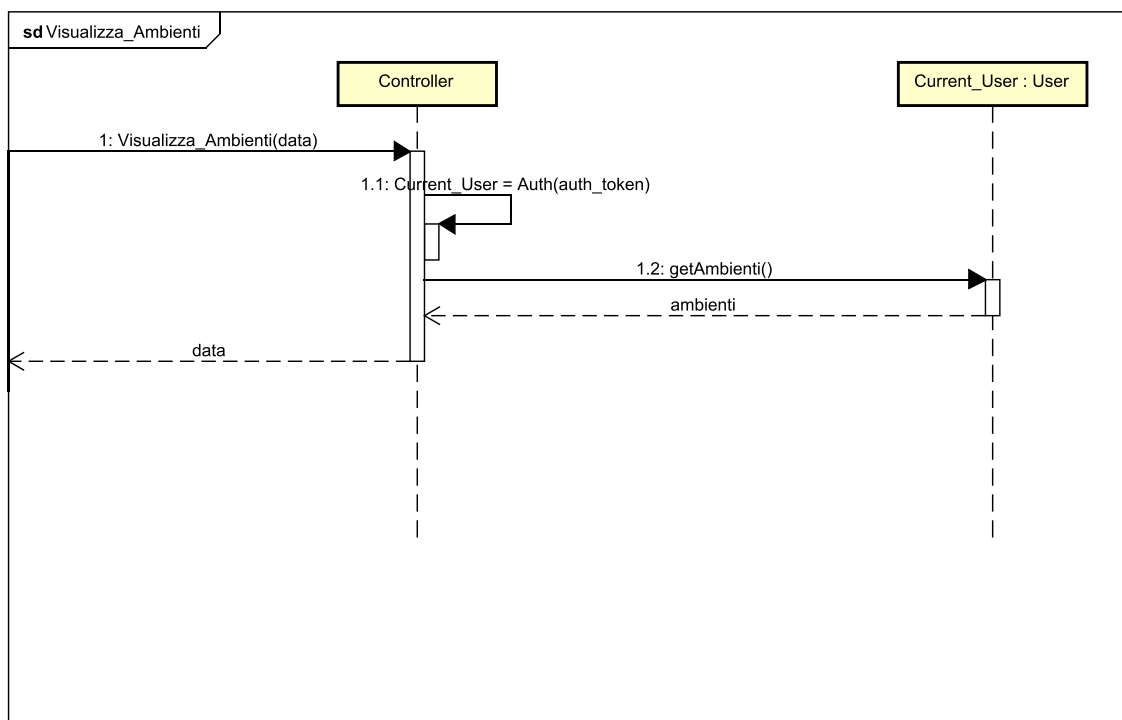 sd Visualizza_Ambienti
Controller
Current_User : User
1: Visualizza_Ambienti(data)
1.1: Current_User = Auth(auth_token)
1.2: getAmbienti()
ambienti
data